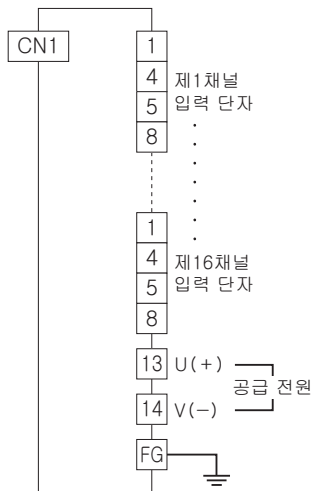 CN1
1
4
5
8
제1채널
입력 단자
1
4
5
8
제16채널
입력 단자
13 U(+)
공급 전원
14 V(−)
FG